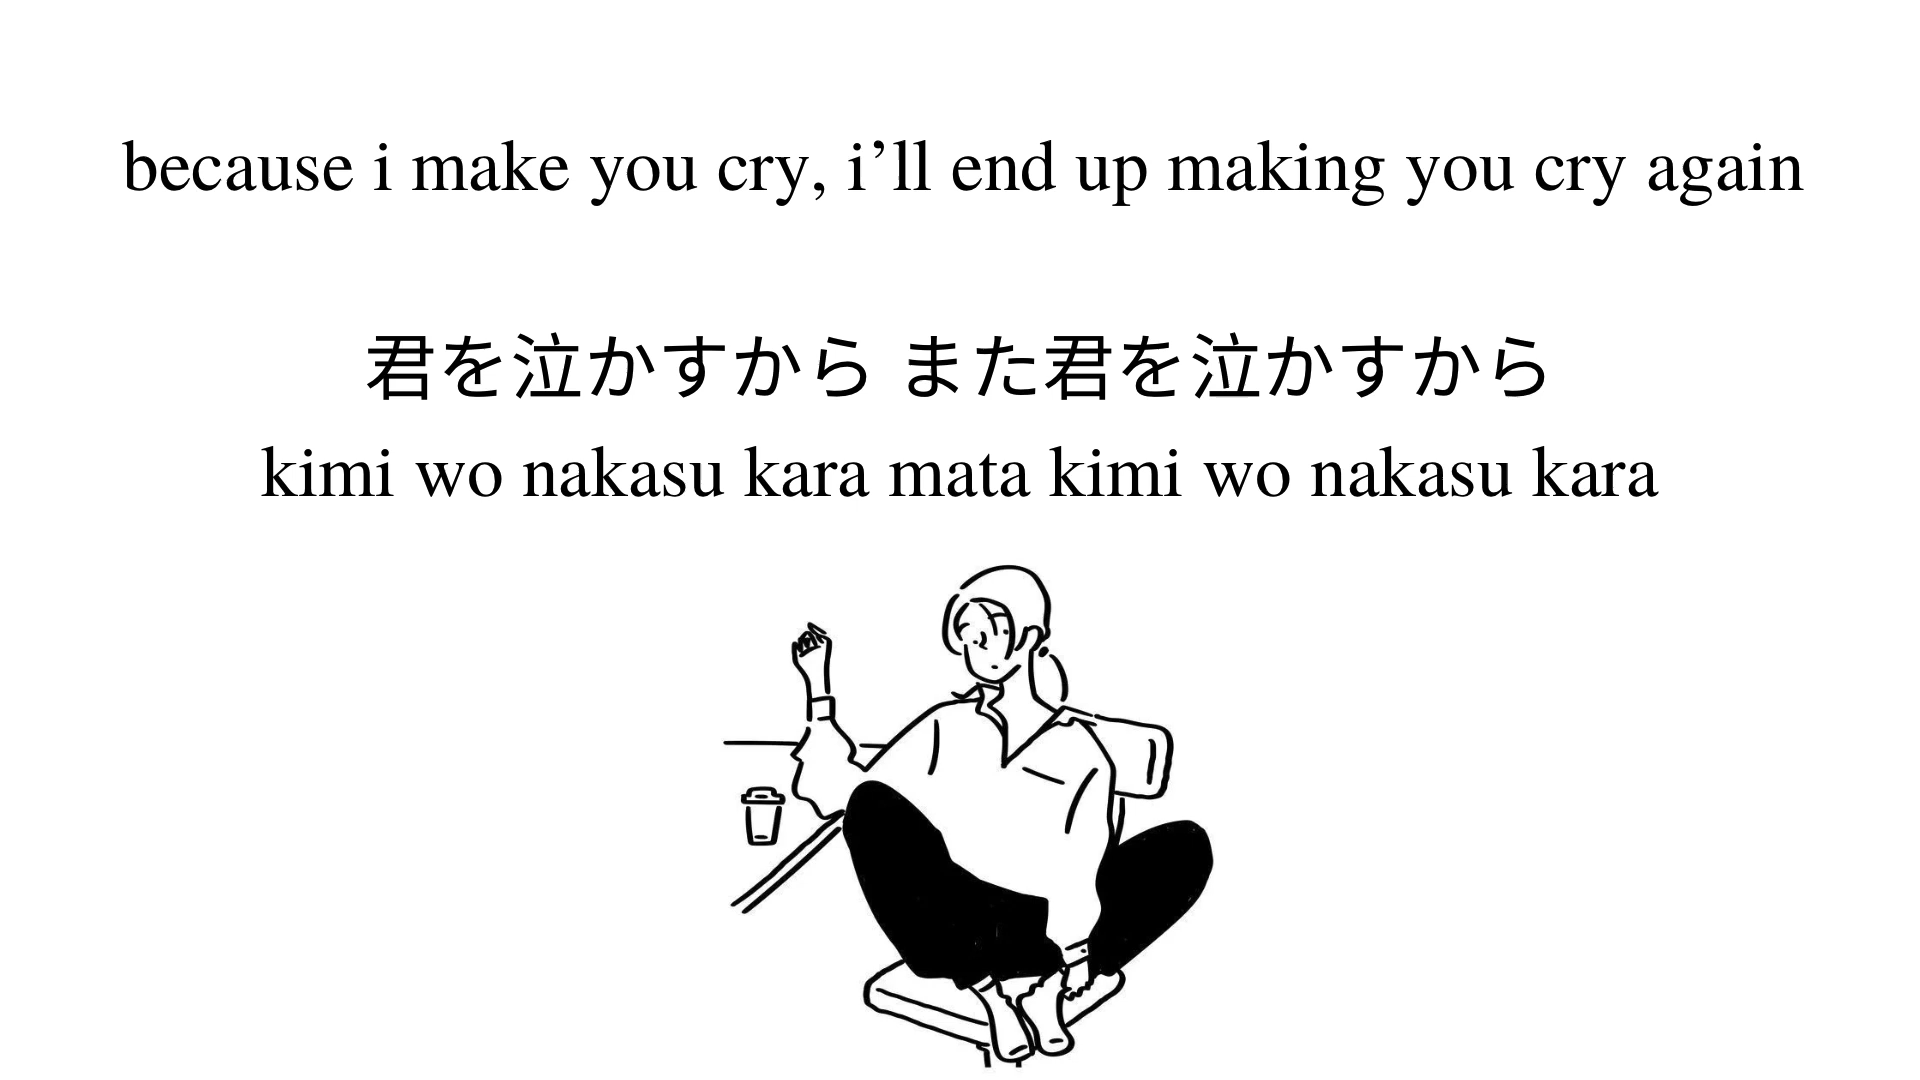 because i make you cry, i’ll end up making you cry again
君を泣かすから また君を泣かすから
kimi wo nakasu kara mata kimi wo nakasu kara